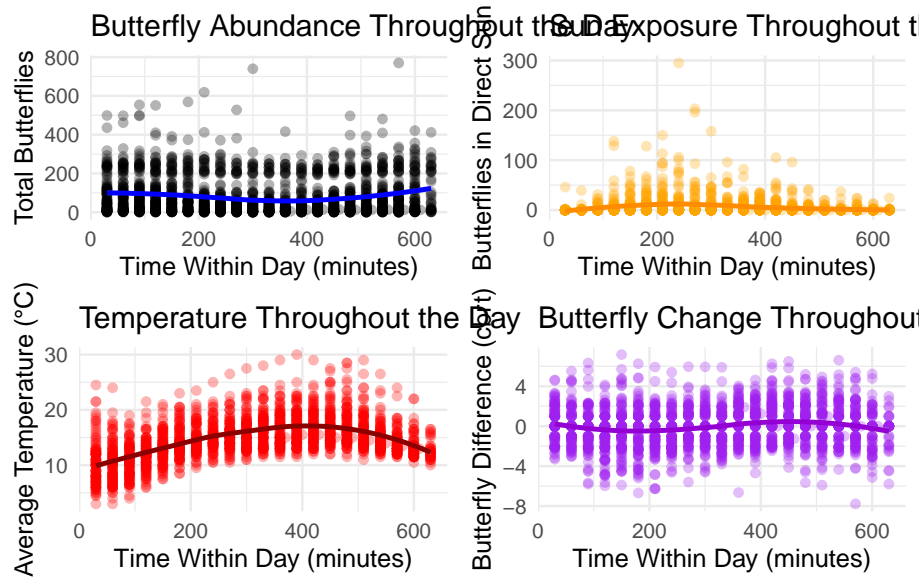 Butterfly Abundance Throughout the Day
Total Butterflies
800
600
400
200
0
0
200
400
600
Time Within Day (minutes)
Exposure Throughout t
Butterflies in Direct Sun
300
200
100
0
0
200
400
600
Time Within Day (minutes)
Temperature Throughout the Day
Average Temperature (°C)
30
20
10
0
200
400
600
Time Within Day (minutes)
Butterfly Change Throughout
Butterfly Difference (cbrt)
4
0
−4
−8
0
200
400
600
Time Within Day (minutes)